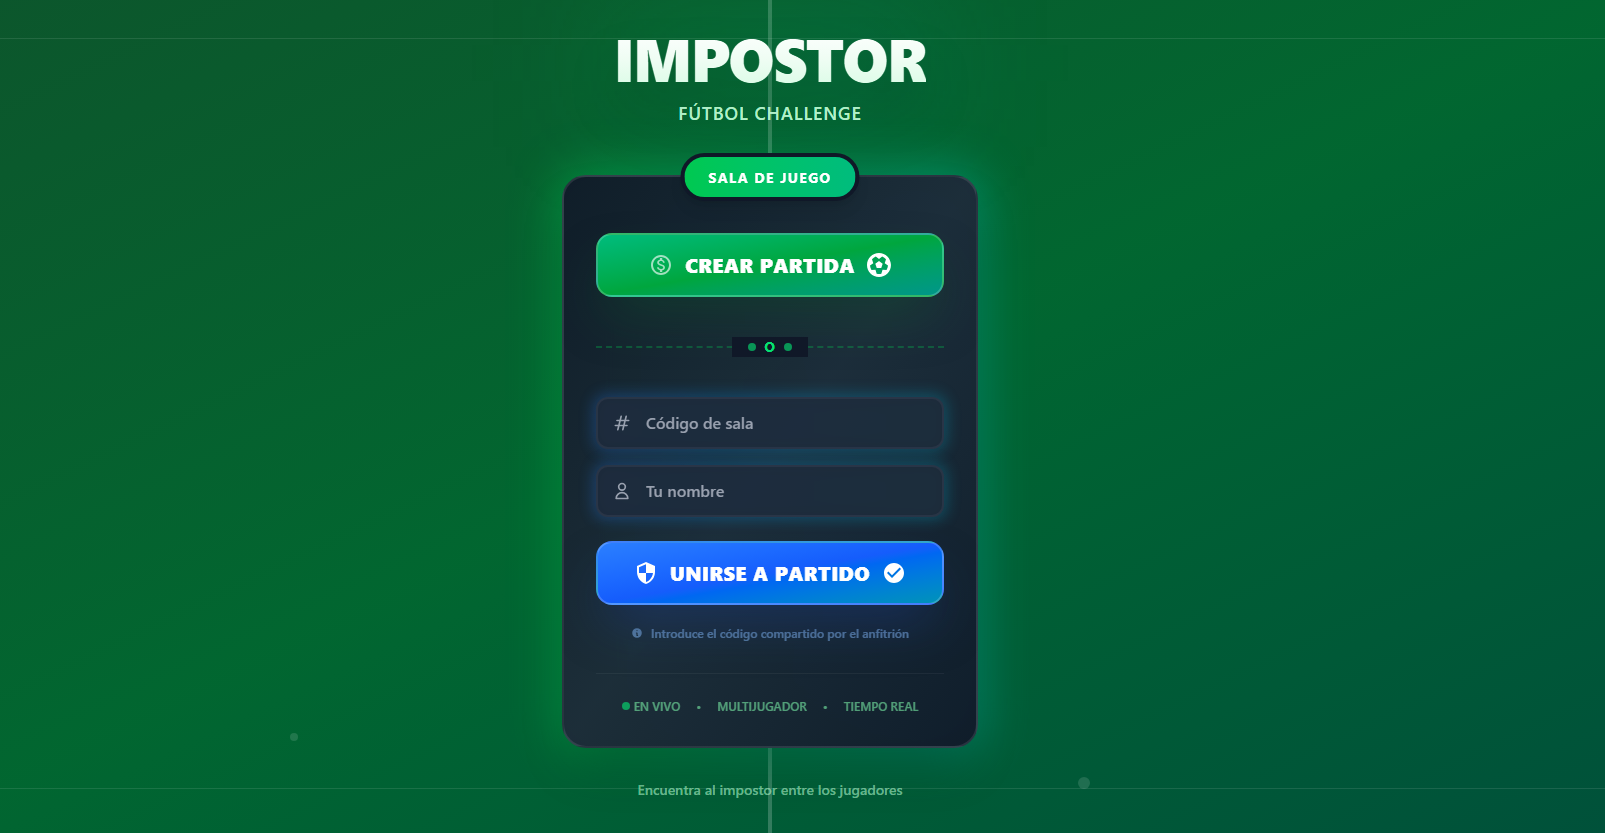 IMPOSTOR
FÚTBOL CHALLENGE
SALA DE JUEGO
CREAR PARTIDA
O
# Código de sala
Tu nombre
UNIRSE A PARTIDO
Introduce el código compartido por el anfitrión
EN VIVO • MULTIJUGADOR • TIEMPO REAL
Encuentra al impostor entre los jugadores